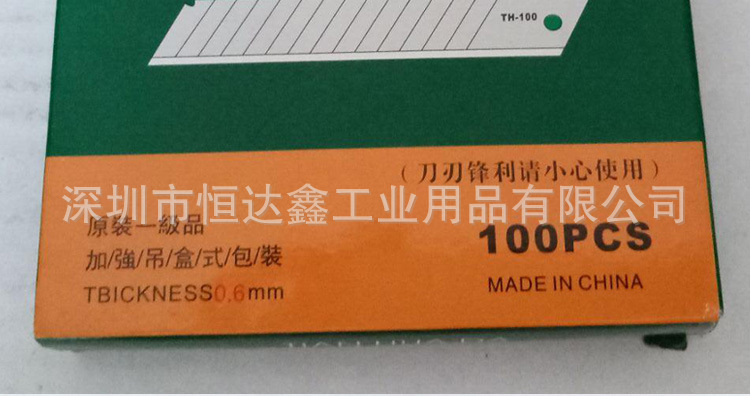 TH-100
(刀刃锋利请小心使用)
深圳市恒达鑫工业用品有限公司
原裝一級品
100PCS
加/強/吊/盒/式/包/裝
TBICKNESS0.6mm
MADE IN CHINA